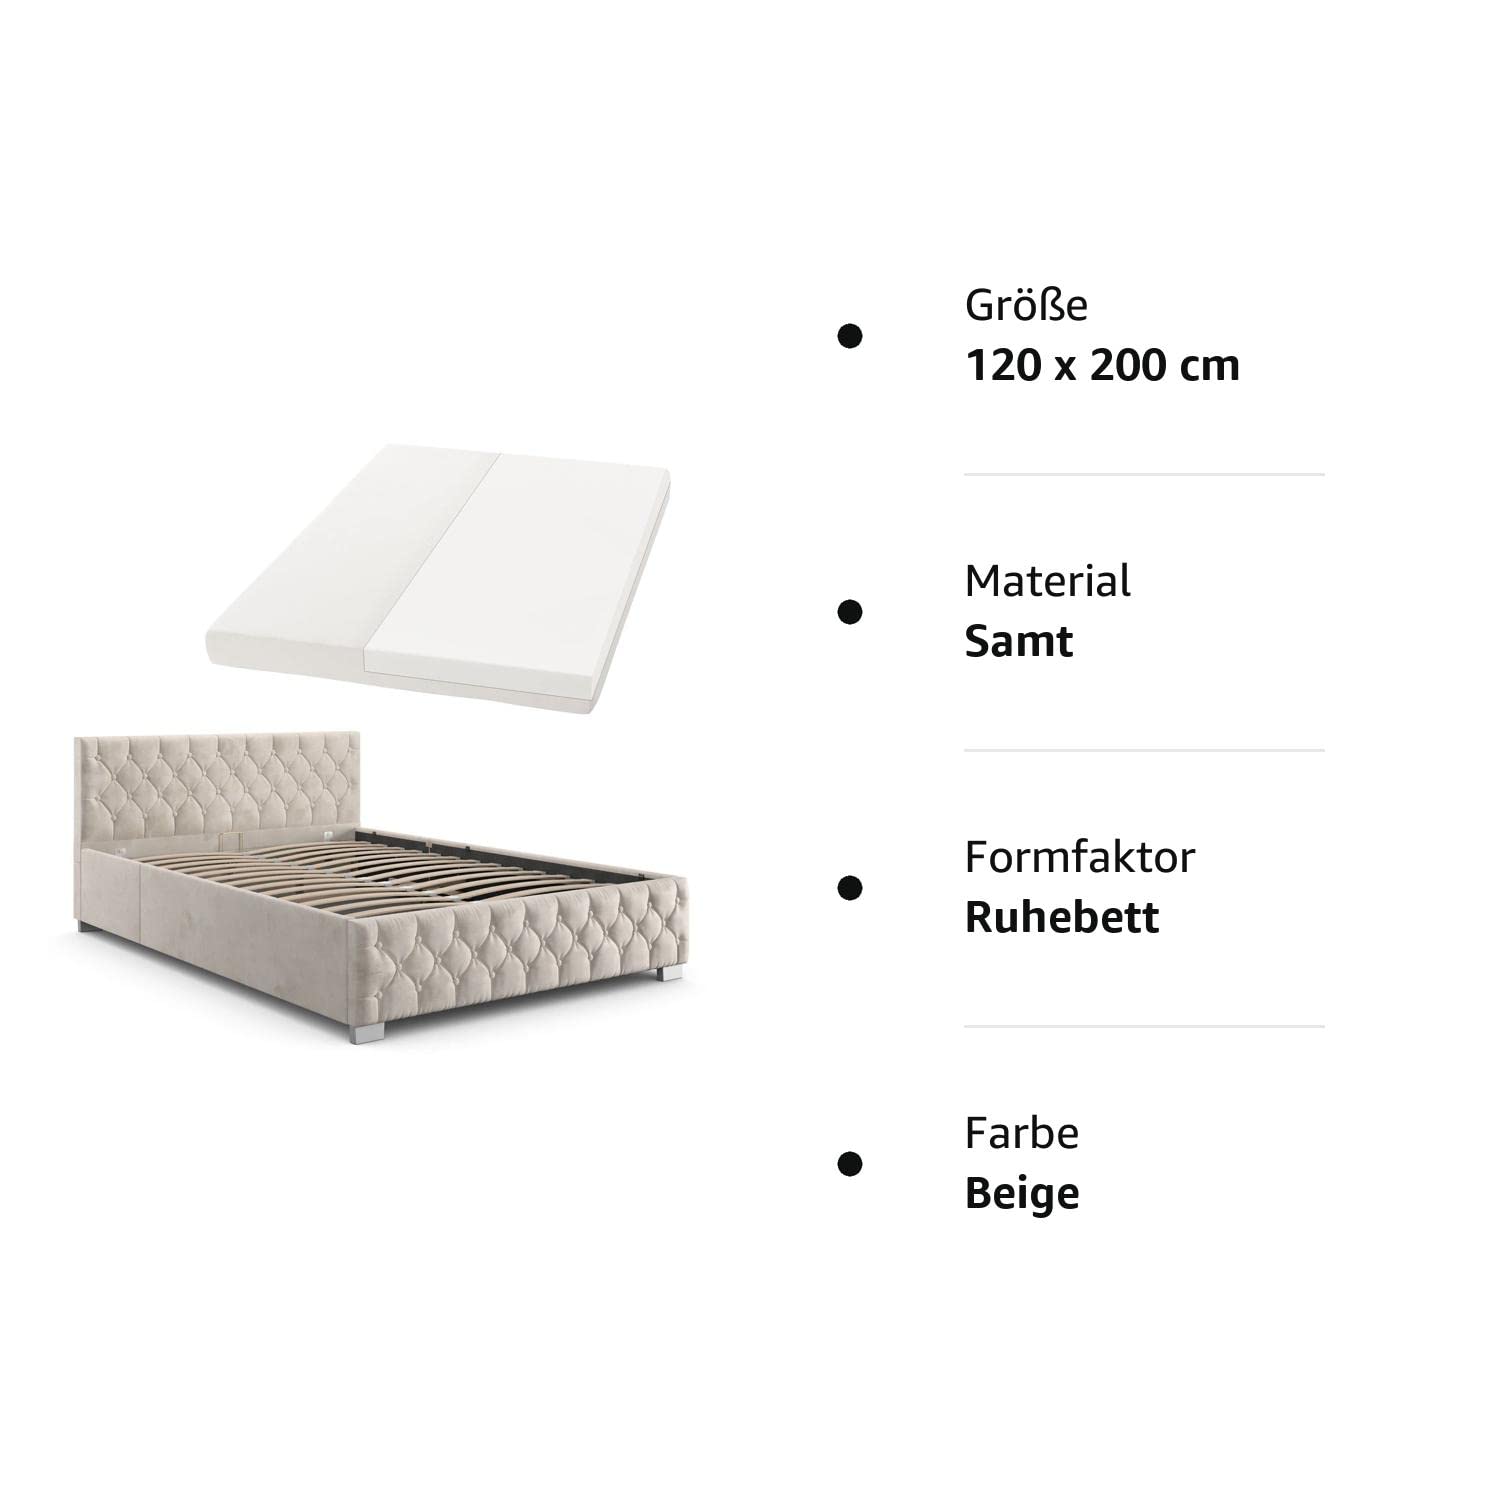 Größe
120 x 200 cm
Material
Samt
Formfaktor
Ruhebett
Farbe
Beige